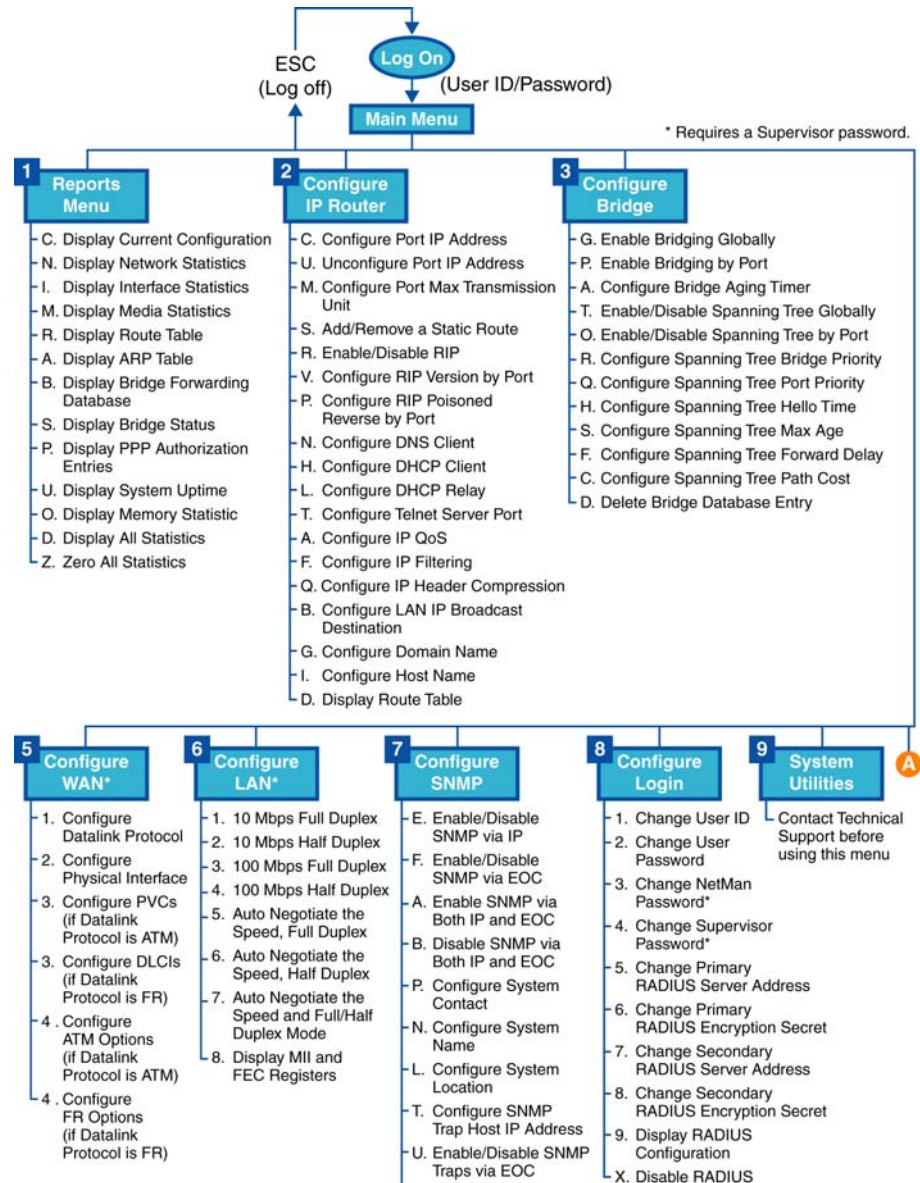 Log On
ESC
(Log off)
(User ID/Password)
Main Menu
* Requires a Supervisor password.
1
Reports
Menu
C. Display Current Configuration
N. Display Network Statistics
I. Display Interface Statistics
M. Display Media Statistics
R. Display Route Table
A. Display ARP Table
B. Display Bridge Forwarding
Database
S. Display Bridge Status
P. Display PPP Authorization
Entries
U. Display System Uptime
O. Display Memory Statistic
D. Display All Statistics
Z. Zero All Statistics
2
Configure
IP Router
C. Configure Port IP Address
U. Unconfigure Port IP Address
M. Configure Port Max Transmission
Unit
S. Add/Remove a Static Route
R. Enable/Disable RIP
V. Configure RIP Version by Port
P. Configure RIP Poisoned
Reverse by Port
N. Configure DNS Client
H. Configure DHCP Client
L. Configure DHCP Relay
T. Configure Telnet Server Port
A. Configure IP QoS
F. Configure IP Filtering
Q. Configure IP Header Compression
B. Configure LAN IP Broadcast
Destination
G. Configure Domain Name
I. Configure Host Name
D. Display Route Table
3
Configure
Bridge
G. Enable Bridging Globally
P. Enable Bridging by Port
A. Configure Bridge Aging Timer
T. Enable/Disable Spanning Tree Globally
O. Enable/Disable Spanning Tree by Port
R. Configure Spanning Tree Bridge Priority
Q. Configure Spanning Tree Port Priority
H. Configure Spanning Tree Hello Time
S. Configure Spanning Tree Max Age
F. Configure Spanning Tree Forward Delay
C. Configure Spanning Tree Path Cost
D. Delete Bridge Database Entry
5
Configure
WAN*
1. Configure
Datalink Protocol
2. Configure
Physical Interface
3. Configure PVCs
(if Datalink
Protocol is ATM)
3. Configure DLCIs
(if Datalink
Protocol is FR)
4 . Configure
ATM Options
(if Datalink
Protocol is ATM)
4 . Configure
FR Options
(if Datalink
Protocol is FR)
6
Configure
LAN*
1. 10 Mbps Full Duplex
2. 10 Mbps Half Duplex
3. 100 Mbps Full Duplex
4. 100 Mbps Half Duplex
5. Auto Negotiate the
Speed, Full Duplex
6. Auto Negotiate the
Speed, Half Duplex
7. Auto Negotiate the
Speed and Full/Half
Duplex Mode
8. Display MII and
FEC Registers
7
Configure
SNMP
E. Enable/Disable
SNMP via IP
F. Enable/Disable
SNMP via EOC
A. Enable SNMP via
Both IP and EOC
B. Disable SNMP via
Both IP and EOC
P. Configure System
Contact
N. Configure System
Name
L. Configure System
Location
T. Configure SNMP
Trap Host IP Address
U. Enable/Disable SNMP
Traps via EOC
8
Configure
Login
1. Change User ID
2. Change User
Password
3. Change NetMan
Password*
4. Change Supervisor
Password*
5. Change Primary
RADIUS Server Address
6. Change Primary
RADIUS Encryption Secret
7. Change Secondary
RADIUS Server Address
8. Change Secondary
RADIUS Encryption Secret
9. Display RADIUS
Configuration
X. Disable RADIUS
9
System
Utilities
Contact Technical
Support before
using this menu
A